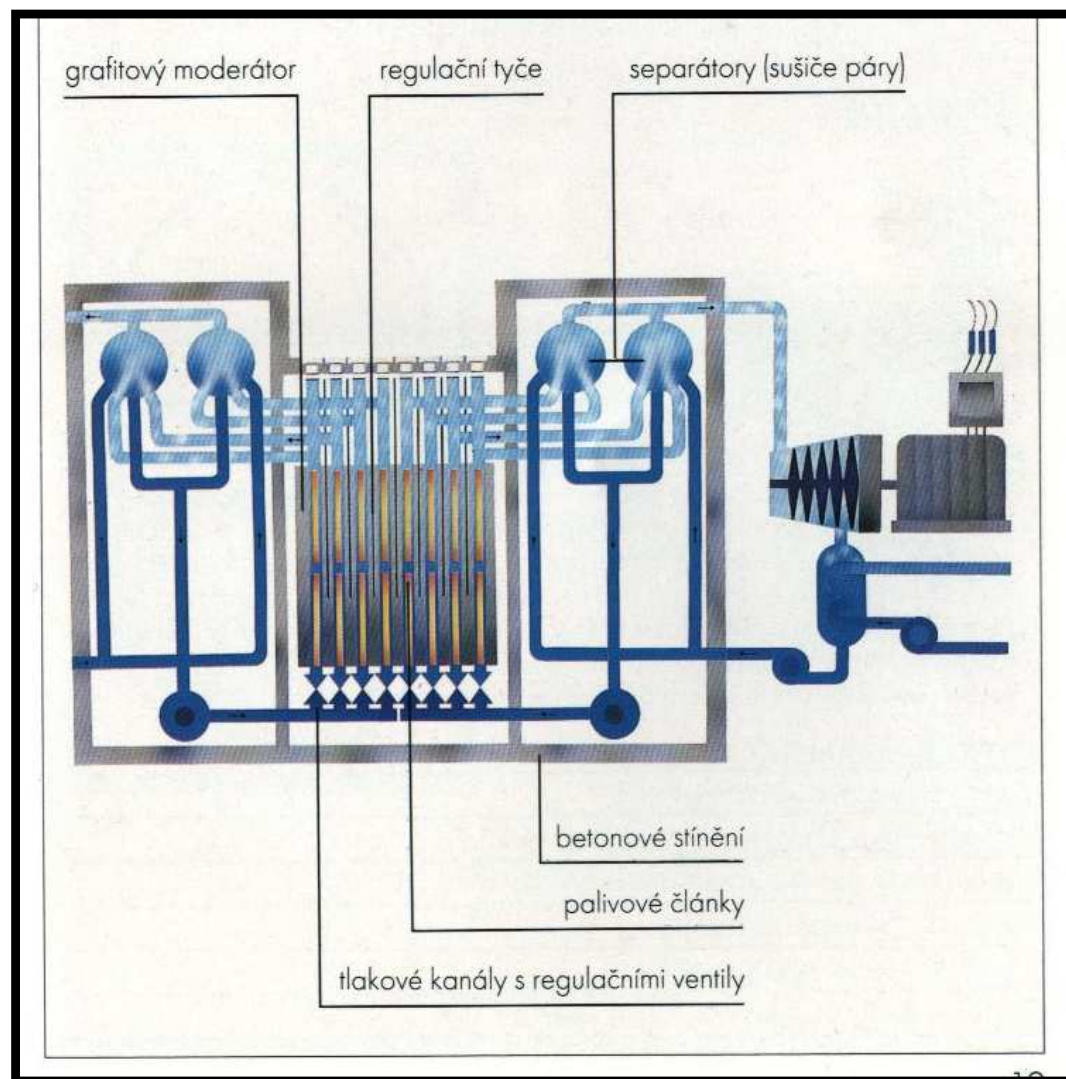 grafitový moderátor
regulační tyče
separátory (sušiče páry)
betonové stínění
palivové články
tlakové kanály s regulačními ventily